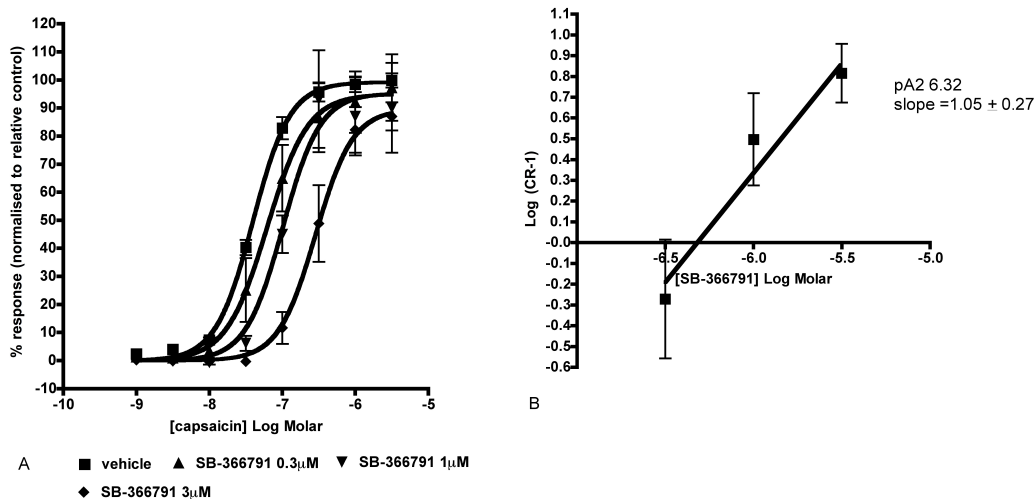 120
110
100
90
80
70
60
50
40
30
20
10
0
-10
% response (normalised to relative control)
-10 -9 -8 -7 -6 -5
[capsaicin] Log Molar
A
vehicle SB-366791 0.3μM SB-366791 1μM
SB-366791 3μM
1.1
1.0
0.9
0.8
0.7
0.6
0.5
0.4
0.3
0.2
0.1
-0.0
-0.1
-0.2
-0.3
-0.4
-0.5
-0.6
Log (CR-1)
-6.5 -6.0 -5.5 -5.0
[SB-366791] Log Molar
pA2 6.32
slope =1.05 ± 0.27
B